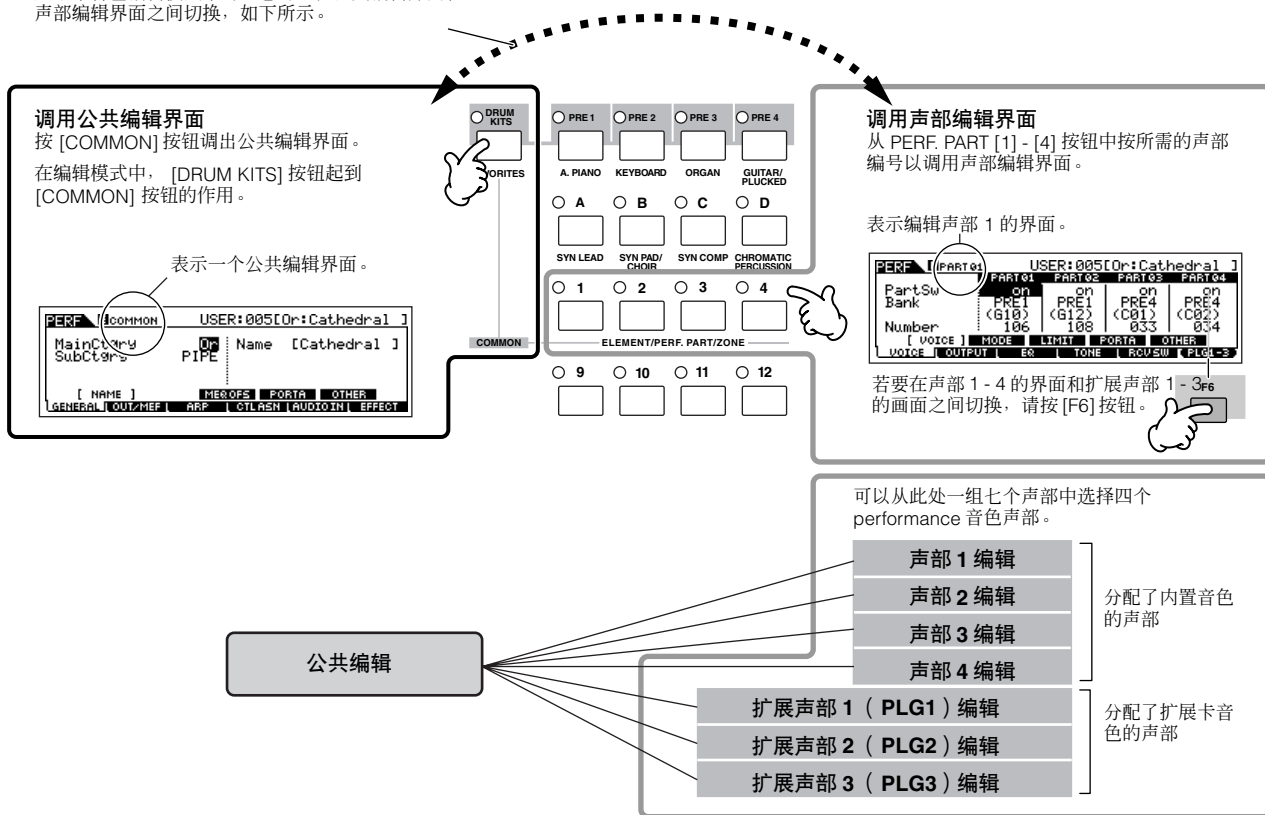 声部编辑界面之间切换，如下所示。
调用公共编辑界面
按 [COMMON] 按钮调出公共编辑界面。
在编辑模式中， [DRUM KITS] 按钮起到
[COMMON] 按钮的作用。
表示一个公共编辑界面。
PERF COMMON USER:005[Or:Cathedral ]
MainCtgry Or Name [Cathedral ]
SubCtgry PIPE
[ NAME ] MEQOFS PORTA OTHER
GENERAL OUT/MEF ARP CTLASN AUDIOIN EFFECT
DRUM
KITS
PRE 1 PRE 2 PRE 3 PRE 4
A. PIANO KEYBOARD ORGAN GUITAR/
PLUCKED
A B C D
SYN LEAD SYN PAD/
CHOIR SYN COMP CHROMATIC
PERCUSSION
1 2 3 4
COMMON ELEMENT/PERF. PART/ZONE
9 10 11 12
调用声部编辑界面
从 PERF. PART [1] - [4] 按钮中按所需的声部
编号以调用声部编辑界面。
表示编辑声部 1 的界面。
PERF PART01 USER:005[Or:Cathedral ]
PART01 PART02 PART03 PART04
PartSw on on on on
Bank PRE1 PRE1 PRE4 PRE4
(G10) (G12) (C01) (C02)
Number 106 108 033 034
[ VOICE ] MODE LIMIT PORTA OTHER
VOICE OUTPUT EQ TONE RCVSW PLG1-3
若要在声部 1 - 4 的界面和扩展声部 1 - 3
的画面之间切换，请按 [F6] 按钮。
F6
可以从此处一组七个声部中选择四个
performance 音色声部。
声部 1 编辑
声部 2 编辑
声部 3 编辑
声部 4 编辑
分配了内置音色
的声部
公共编辑
扩展声部 1 （ PLG1 ）编辑
扩展声部 2 （ PLG2 ）编辑
扩展声部 3 （ PLG3 ）编辑
分配了扩展卡音
色的声部